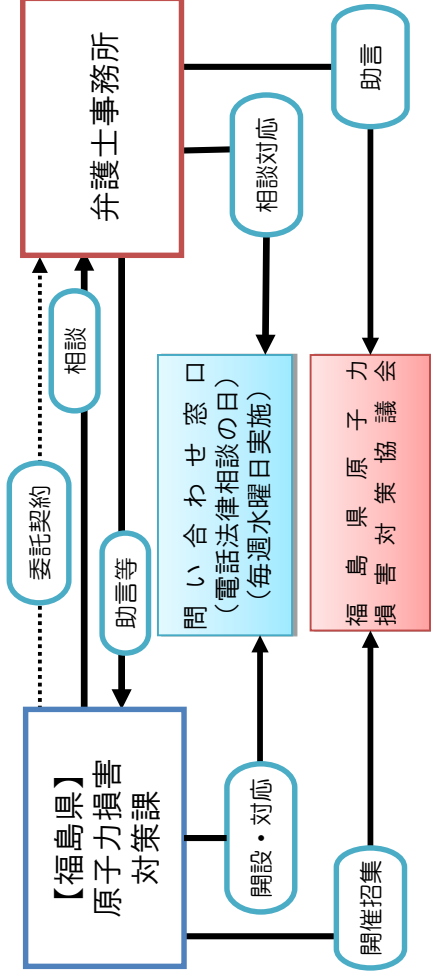 【福島県】
原子力損害
対策課
委託契約
相談
助言等
弁護士事務所
開設・対応
問い合わせ窓口
（電話法律相談の日）
（毎週水曜日実施）
相談対応
開催招集
福島県原子力
損害対策協議会
助言